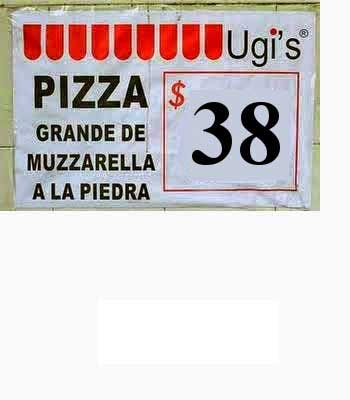 Ugi's®
PIZZA
GRANDE DE
MUZZARELLA
A LA PIEDRA
$ 38